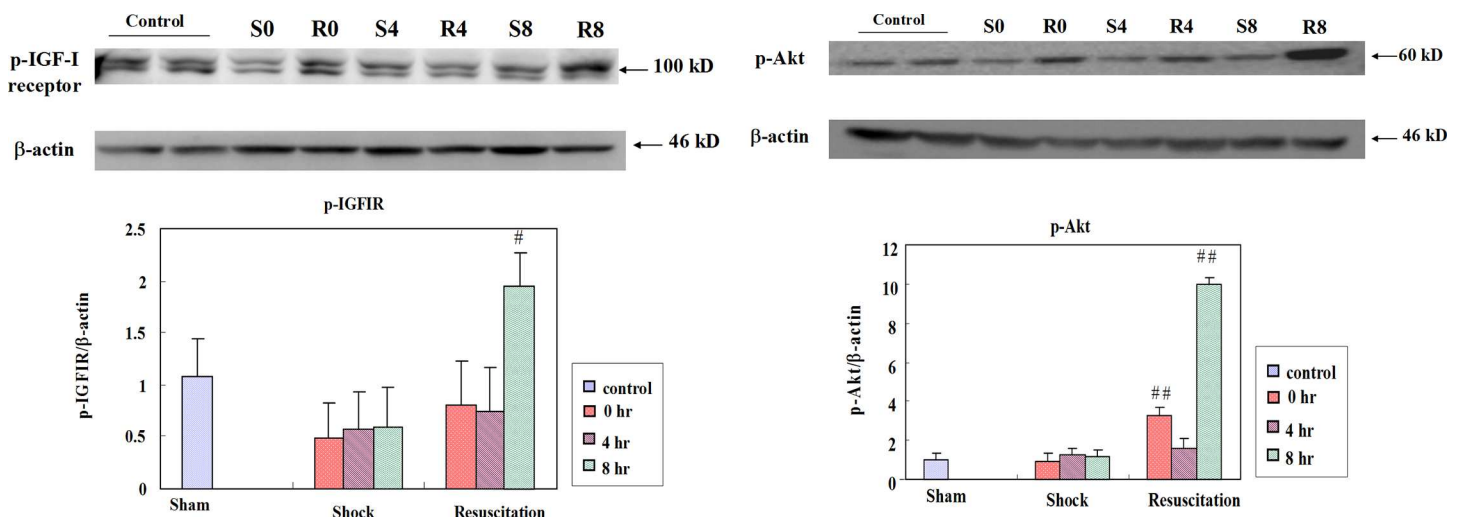 Control S0 R0 S4 R4 S8 R8
p-IGF-I
receptor
100 kD
β-actin
46 kD
p-IGFIR
p-IGFIR/β-actin
2.5
2
1.5
1
0.5
0
#
Sham
Shock
Resuscitation
control
0 hr
4 hr
8 hr
Control S0 R0 S4 R4 S8 R8
p-Akt
60 kD
β-actin
46 kD
p-Akt
p-Akt/β-actin
12
10
8
6
4
2
0
##
##
Sham
Shock
Resuscitation
control
0 hr
4 hr
8 hr